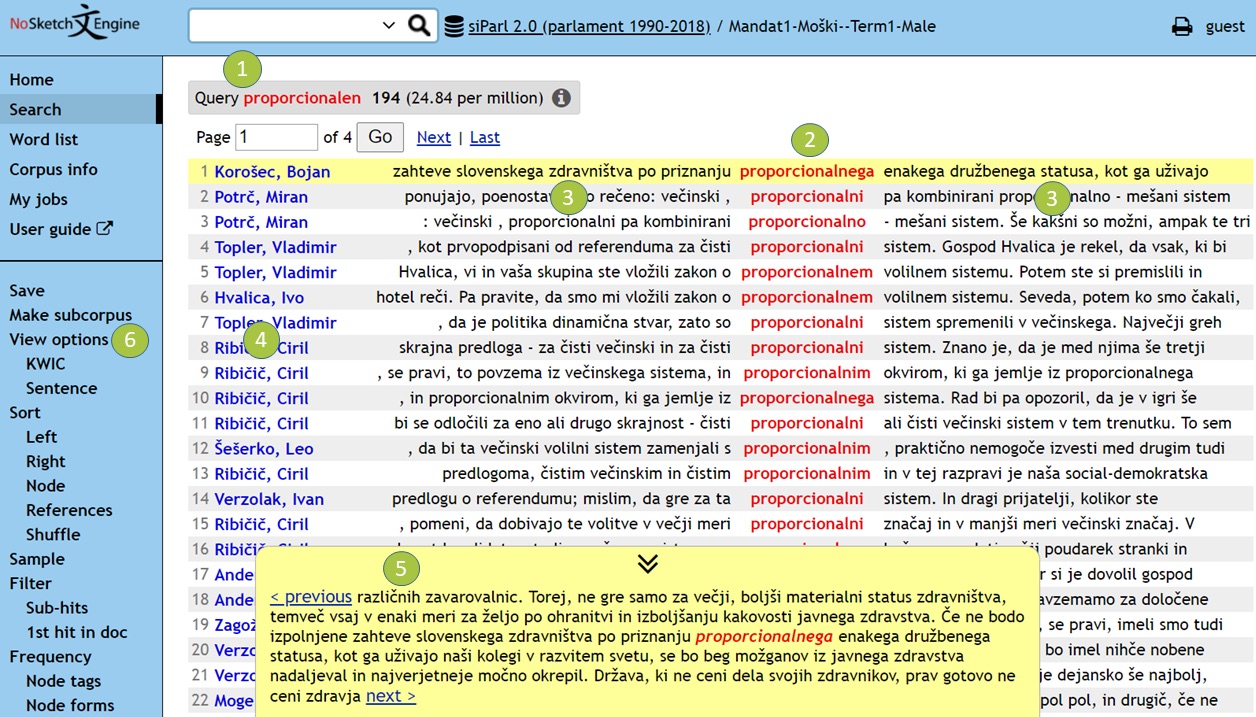 NoSketch Engine
siParl 2.0 (parlament 1990-2018) / Mandat1-Moški--Term1-Male
guest
Home
Search
Word list
Corpus info
My jobs
User guide
Save
Make subcorpus
View options
KWIC
Sentence
Sort
Left
Right
Node
References
Shuffle
Sample
Filter
Sub-hits
1st hit in doc
Frequency
Node tags
Node forms
1
Query proporcionalen 194 (24.84 per million)
Page 1 of 4 Go Next | Last
2
1 Korošec, Bojan zahteve slovenskega zdravništva po priznanju proporcionalnega enakega družbenega statusa, kot ga uživajo
2 Potrč, Miran ponujajo, rečeno: večinski , proporcionalni pa kombinirani - mešani sistem
3 3
3 Potrč, Miran : večinski , proporcionalni pa kombinirani proporcionalno - mešani sistem. Še kakšni so možni, ampak te tri
4 Topler, Vladimir , kot prvopodpisani od referenduma za čisti proporcionalni sistem. Gospod Hvalica je rekel, da vsak, ki bi
5 Topler, Vladimir Hvalica, vi in vaša skupina ste vložili zakon o proporcionalnem volilnem sistemu. Potem ste si premislili in
6 Hvalica, Ivo hotel reči. Pa pravite, da smo mi vložili zakon o proporcionalnem volilnem sistemu. Seveda, potem ko smo čakali,
7 Topler, Vladimir , da je politika dinamična stvar, zato so proporcionalni sistem spremenili v večinskega. Največji greh
6
4
8 Ribičič, Ciril skrajna predloga - za čisti večinski in za čisti proporcionalni sistem. Znano je, da je med njima še tretji
9 Ribičič, Ciril , se pravi, to povzema iz večinskega sistema, in proporcionalnim okvirom, ki ga jemlje iz proporcionalnega
10 Ribičič, Ciril , in proporcionalnim okvirom, ki ga jemlje iz proporcionalnega sistema. Rad bi pa opozoril, da je v igri še
11 Ribičič, Ciril bi se odločili za eno ali drugo skrajnost - čisti proporcionalni ali čisti večinski sistem v tem trenutku. To sem
12 Šešerko, Leo , da bi ta večinski volilni sistem zamenjali s proporcionalnim , praktično nemogoče izvesti med drugim tudi
13 Ribičič, Ciril predlogoma, čistim večinskim in čistim proporcionalnim in v tej razpravi je naša social-demokratska
14 Verzolak, Ivan predlogu o referendumu; mislim, da gre za ta proporcionalni sistem. In dragi prijatelji, kolikor ste
15 Ribičič, Ciril , pomeni, da dobivajo te volitve v večji meri proporcionalni značaj in v manjši meri večinski značaj. V
16 poudarek stranki in
17 si je dovolil gospod
18 za določene
19 , se pravi, imeli smo tudi
20 bo imel nihče nobene
21 je dejansko še najbolj,
22 pol pol, in drugič, če ne
5
< previous različnih zavarovalnic. Torej, ne gre samo za večji, boljši materialni status zdravništva,
temveč vsaj v enaki meri za željo po ohranitvi in izboljšanju kakovosti javnega zdravstva. Če ne bodo
izpolnjene zahteve slovenskega zdravništva po priznanju proporcionalnega enakega družbenega
statusa, kot ga uživajo naši kolegi v razvitem svetu, se bo beg možganov iz javnega zdravstva
nadaljeval in najverjetneje močno okrepil. Država, ki ne ceni dela svojih zdravnikov, prav gotovo ne
ceni zdravja next >